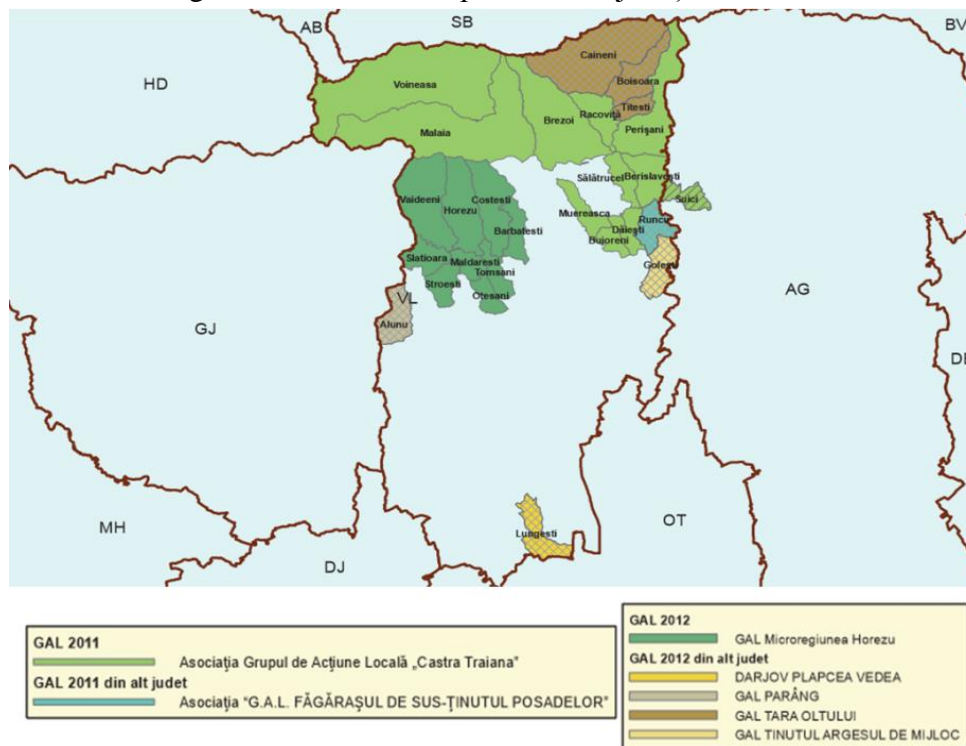 AB
SB
BV
HD
Caineni
Voineasa
Boisoara
Titesti
Racoviţă
Brezoi
Perişani
Malaia
Sălătrucel
Berislaveşti
Vaideeni
Costesti
Suici
Horezu
Muereasca
Runcu
Barbatesti
Dăieşti
Bujoreni
Slatioara
Maldaresti
Goleşti
Tomsani
Stroesti
Otesani
VL
AG
Alunu
GJ
MH
OT
Lungesti
DJ
GAL 2011
Asociaţia Grupul de Acţiune Locală „Castra Traiana”
GAL 2011 din alt judet
Asociaţia “G.A.L. FĂGĂRAŞUL DE SUS-ŢINUTUL POSADELOR”
GAL 2012
GAL Microregiunea Horezu
GAL 2012 din alt judet
DARJOV PLAPCEA VEDEA
GAL PARÂNG
GAL TARA OLTULUI
GAL TINUTUL ARGESUL DE MIJLOC